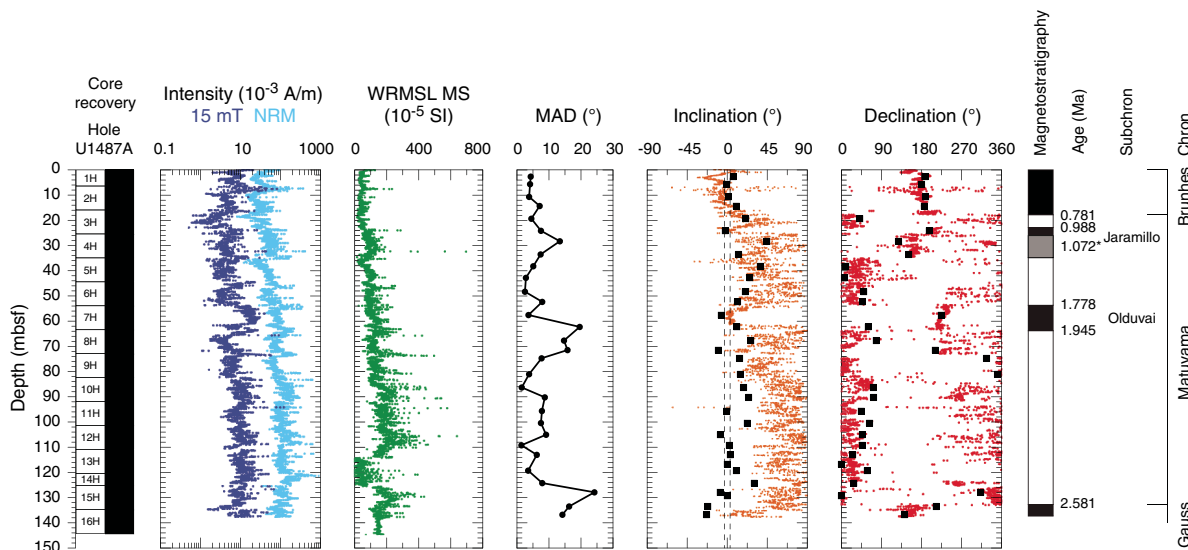 Core
recovery
Hole
U1487A
Intensity (10⁻³ A/m)
15 mT NRM
0.1 10 1000
WRMSL MS
(10⁻⁵ SI)
0 400 800
MAD (°)
0 10 20 30
Inclination (°)
-90 -45 0 45 90
Declination (°)
0 90 180 270 360
Magnetostratigraphy
Age (Ma)
Subchron
Chron
Depth (mbsf)
0
10
20
30
40
50
60
70
80
90
100
110
120
130
140
150
1H
2H
3H
4H
5H
6H
7H
8H
9H
10H
11H
12H
13H
14H
15H
16H
0.781
0.988
1.072*
1.778
1.945
2.581
Jaramillo
Olduvai
Brunhes
Matuyama
Gauss